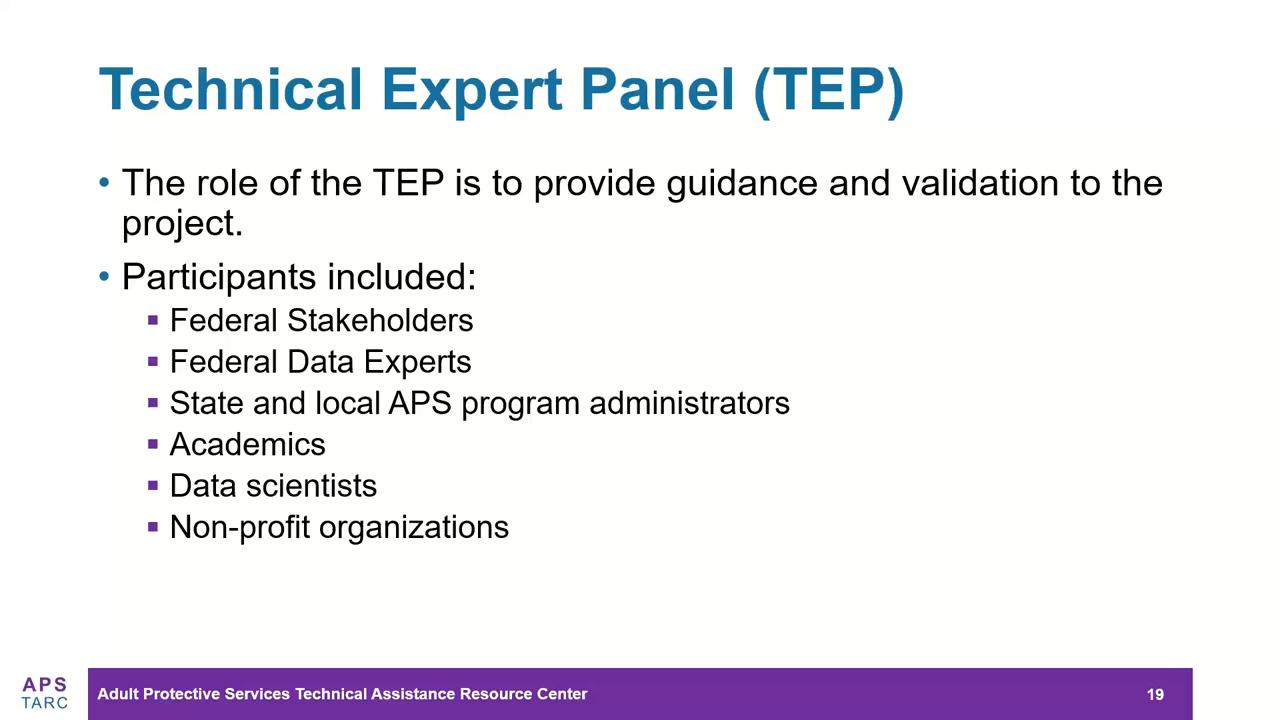 Technical Expert Panel (TEP)
• The role of the TEP is to provide guidance and validation to the
project.
• Participants included:
▪ Federal Stakeholders
▪ Federal Data Experts
▪ State and local APS program administrators
▪ Academics
▪ Data scientists
▪ Non-profit organizations
APS
TARC
Adult Protective Services Technical Assistance Resource Center
19